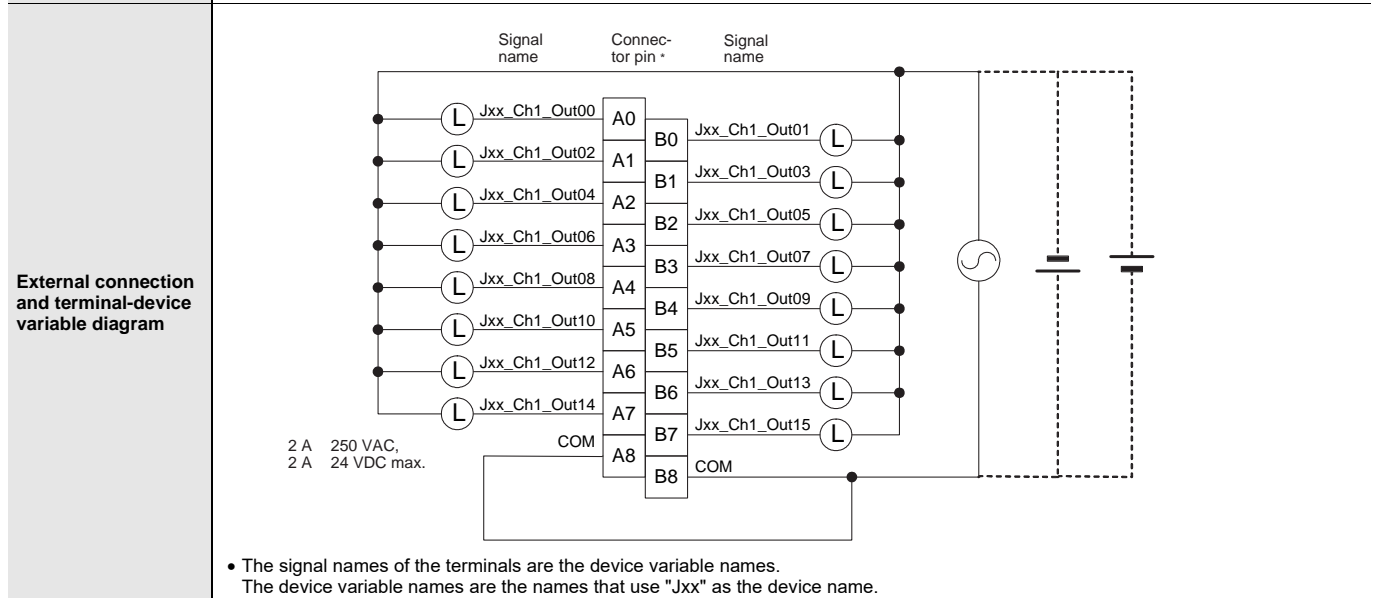 External connection
and terminal-device
variable diagram
Signal
name
Connec-
tor pin *
Signal
name
L Jxx_Ch1_Out00 A0
B0 Jxx_Ch1_Out01 L
L Jxx_Ch1_Out02 A1
B1 Jxx_Ch1_Out03 L
L Jxx_Ch1_Out04 A2
B2 Jxx_Ch1_Out05 L
L Jxx_Ch1_Out06 A3
B3 Jxx_Ch1_Out07 L
L Jxx_Ch1_Out08 A4
B4 Jxx_Ch1_Out09 L
L Jxx_Ch1_Out10 A5
B5 Jxx_Ch1_Out11 L
L Jxx_Ch1_Out12 A6
B6 Jxx_Ch1_Out13 L
L Jxx_Ch1_Out14 A7
B7 Jxx_Ch1_Out15 L
COM A8
B8 COM
2 A 250 VAC,
2 A 24 VDC max.
• The signal names of the terminals are the device variable names.
The device variable names are the names that use "Jxx" as the device name.